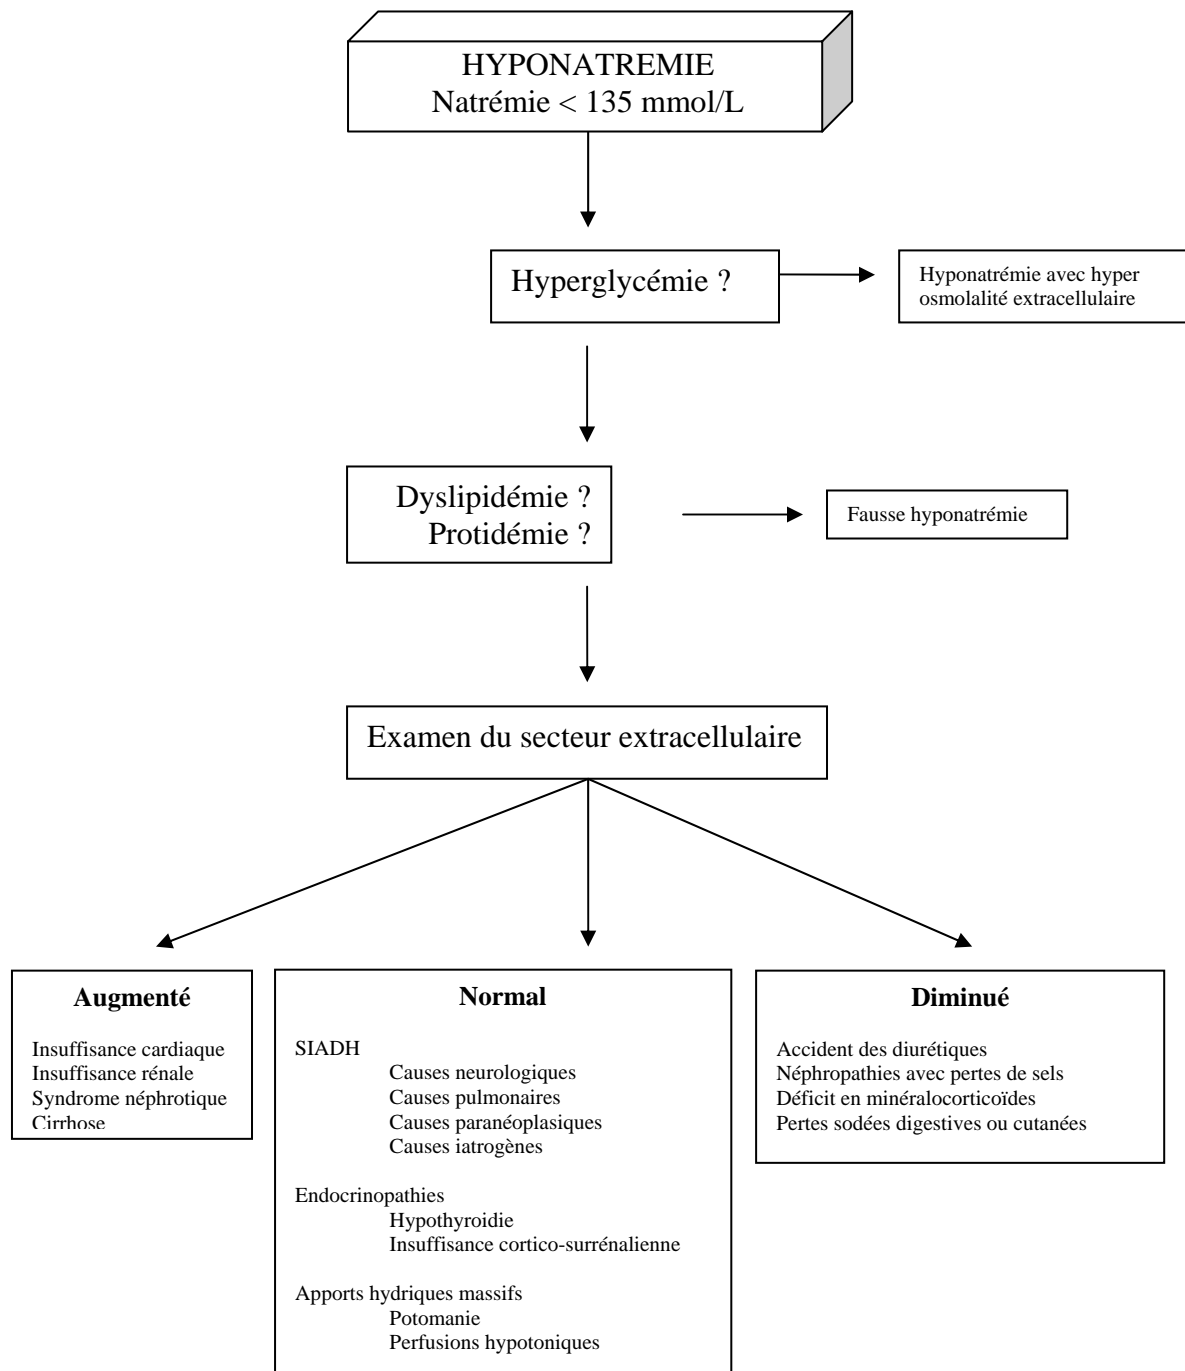 HYPONATREMIE
Natrémie < 135 mmol/L
Hyperglycémie ?
Hyponatrémie avec hyper
osmolalité extracellulaire
Dyslipidémie ?
Protidémie ?
Fausse hyponatrémie
Examen du secteur extracellulaire
Augmenté
Insuffisance cardiaque
Insuffisance rénale
Syndrome néphrotique
Cirrhose
Normal
SIADH
Causes neurologiques
Causes pulmonaires
Causes paranéoplasiques
Causes iatrogènes
Endocrinopathies
Hypothyroidie
Insuffisance cortico-surrénalienne
Apports hydriques massifs
Potomanie
Perfusions hypotoniques
Diminué
Accident des diurétiques
Néphropathies avec pertes de sels
Déficit en minéralocorticoïdes
Pertes sodées digestives ou cutanées